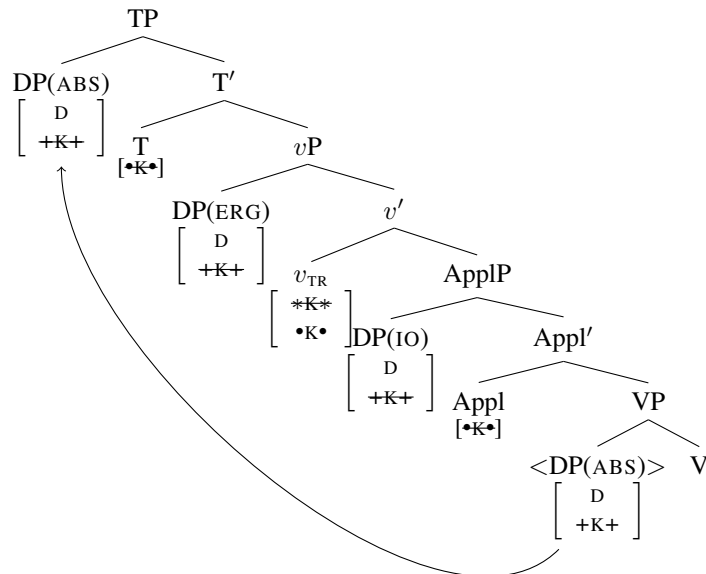 TP
DP(ABS) T′
D
+K+
T
[•K•]
vP
DP(ERG) v′
D
+K+
vTR
*K*
•K•
ApplP
DP(IO) Appl′
D
+K+
Appl
[•K•]
VP
<DP(ABS)> V
D
+K+